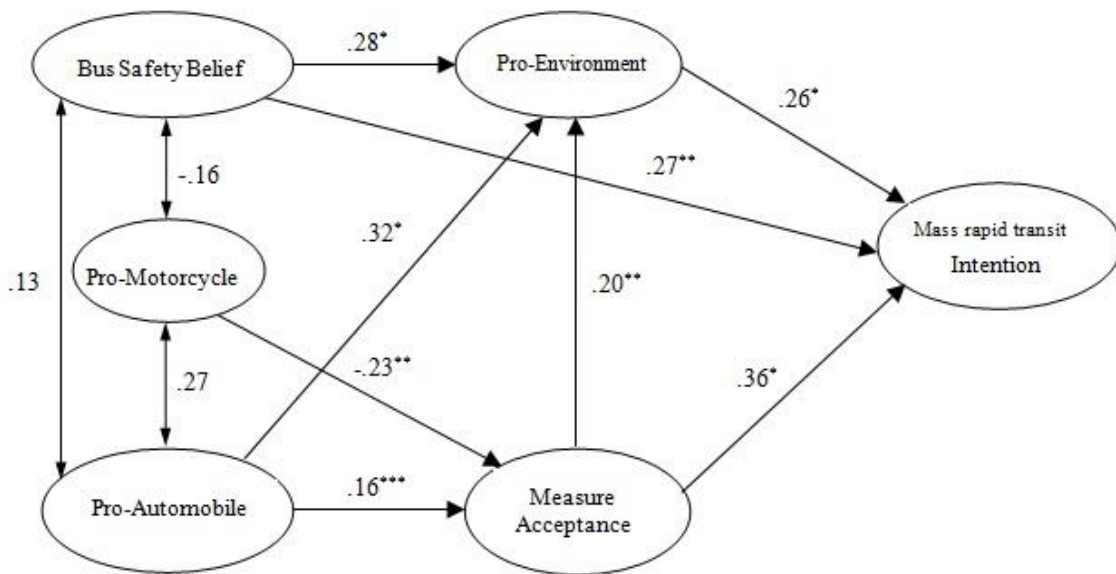 .28*
Bus Safety Belief
Pro-Environment
.26*
.27**
-.16
.32*
Mass rapid transit
Intention
Pro-Motorcycle
.13
.20**
-.23**
.27
.36*
.16***
Pro-Automobile
Measure
Acceptance